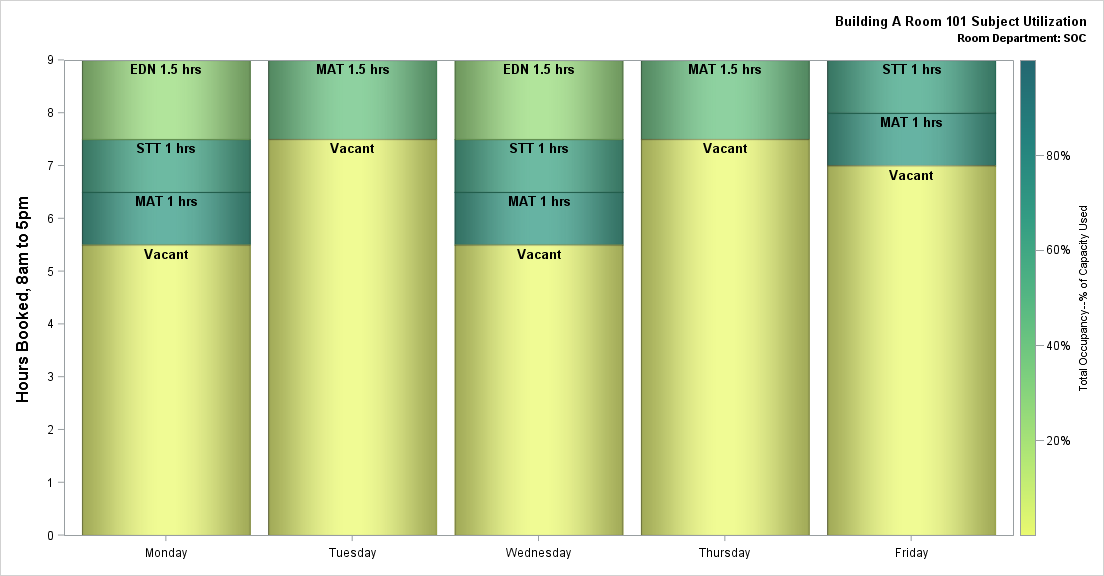 Building A Room 101 Subject Utilization
Room Department: SOC
Hours Booked, 8am to 5pm
9
8
7
6
5
4
3
2
1
0
EDN 1.5 hrs
STT 1 hrs
MAT 1 hrs
Vacant
MAT 1.5 hrs
Vacant
EDN 1.5 hrs
STT 1 hrs
MAT 1 hrs
Vacant
MAT 1.5 hrs
Vacant
STT 1 hrs
MAT 1 hrs
Vacant
Monday
Tuesday
Wednesday
Thursday
Friday
80%
60%
40%
20%
Total Occupancy--% of Capacity Used